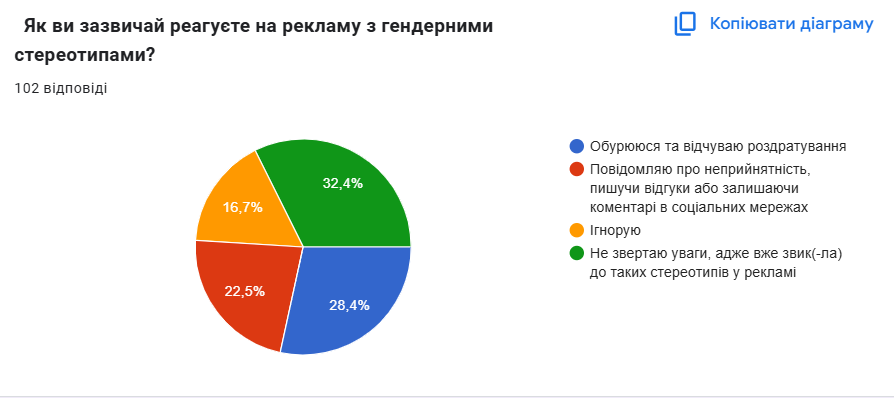 Як ви зазвичай реагуєте на рекламу з гендерними
стереотипами?
Копіювати діаграму
102 відповіді
32,4%
16,7%
22,5%
28,4%
Обурююся та відчуваю роздратування
Повідомляю про неприйнятність,
пишучи відгуки або залишаючи
коментарі в соціальних мережах
Ігнорую
Не звертаю уваги, адже вже звик(-ла)
до таких стереотипів у рекламі